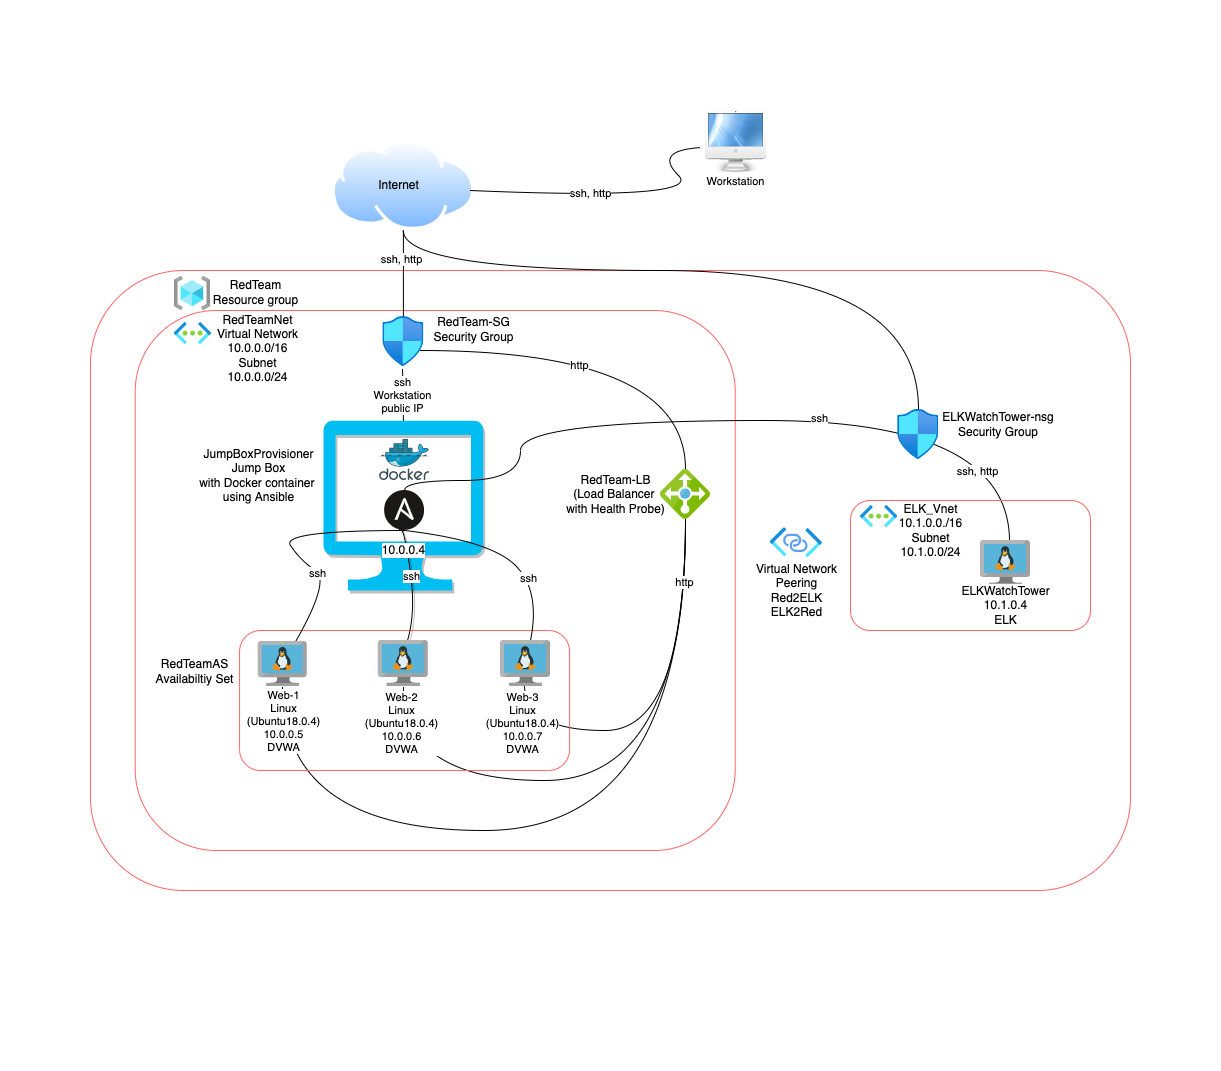 Workstation
Internet
ssh, http
ssh, http
RedTeam
Resource group
RedTeamNet
Virtual Network
10.0.0.0/16
Subnet
10.0.0.0/24
RedTeam-SG
Security Group
http
ssh
Workstation
public IP
ssh
ELKWatchTower-nsg
Security Group
ssh, http
JumpBoxProvisioner
Jump Box
with Docker container
using Ansible
docker
10.0.0.4
RedTeam-LB
(Load Balancer
with Health Probe)
ELK_Vnet
10.1.0.0./16
Subnet
10.1.0.0/24
ELKWatchTower
10.1.0.4
ELK
Virtual Network
Peering
Red2ELK
ELK2Red
ssh
ssh
ssh
http
RedTeamAS
Availabiltiy Set
Web-1
Linux
(Ubuntu18.0.4)
10.0.0.5
DVWA
Web-2
Linux
(Ubuntu18.0.4)
10.0.0.6
DVWA
Web-3
Linux
(Ubuntu18.0.4)
10.0.0.7
DVWA